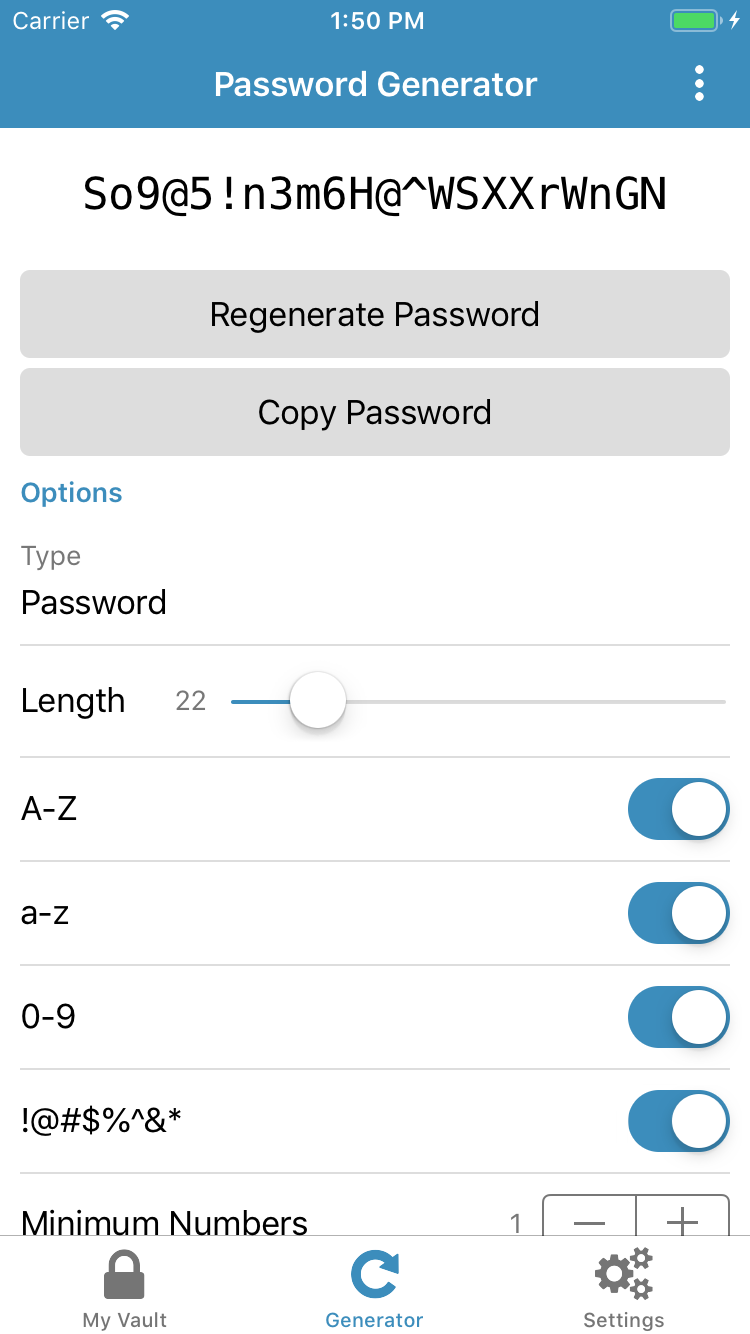 Carrier 1:50 PM
Password Generator
So9@5!n3m6H@^WSXXrWnGN
Regenerate Password
Copy Password
Options
Type
Password
Length 22
A-Z
a-z
0-9
!@#$%^&*
Minimum Numbers 1
My Vault Generator Settings